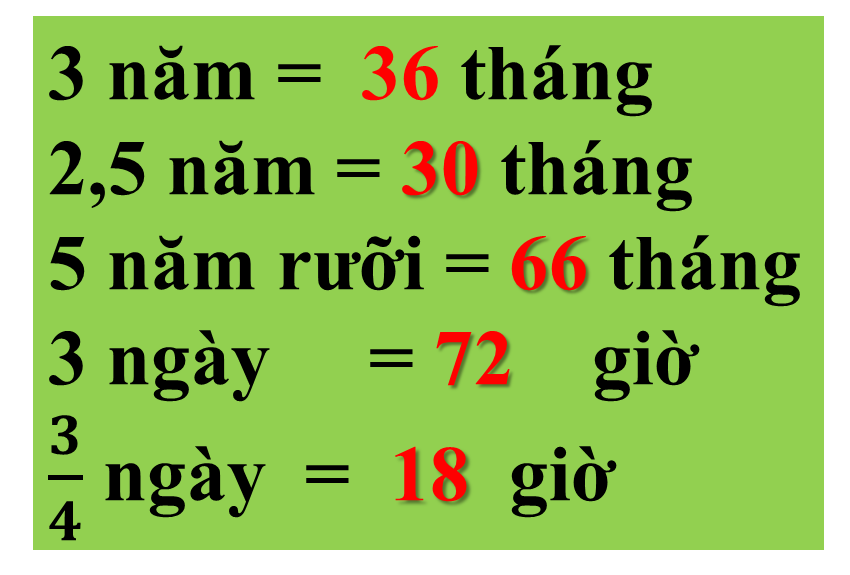 3 năm = 36 tháng
2,5 năm = 30 tháng
5 năm rưỡi = 66 tháng
3 ngày = 72 giờ
3/4 ngày = 18 giờ